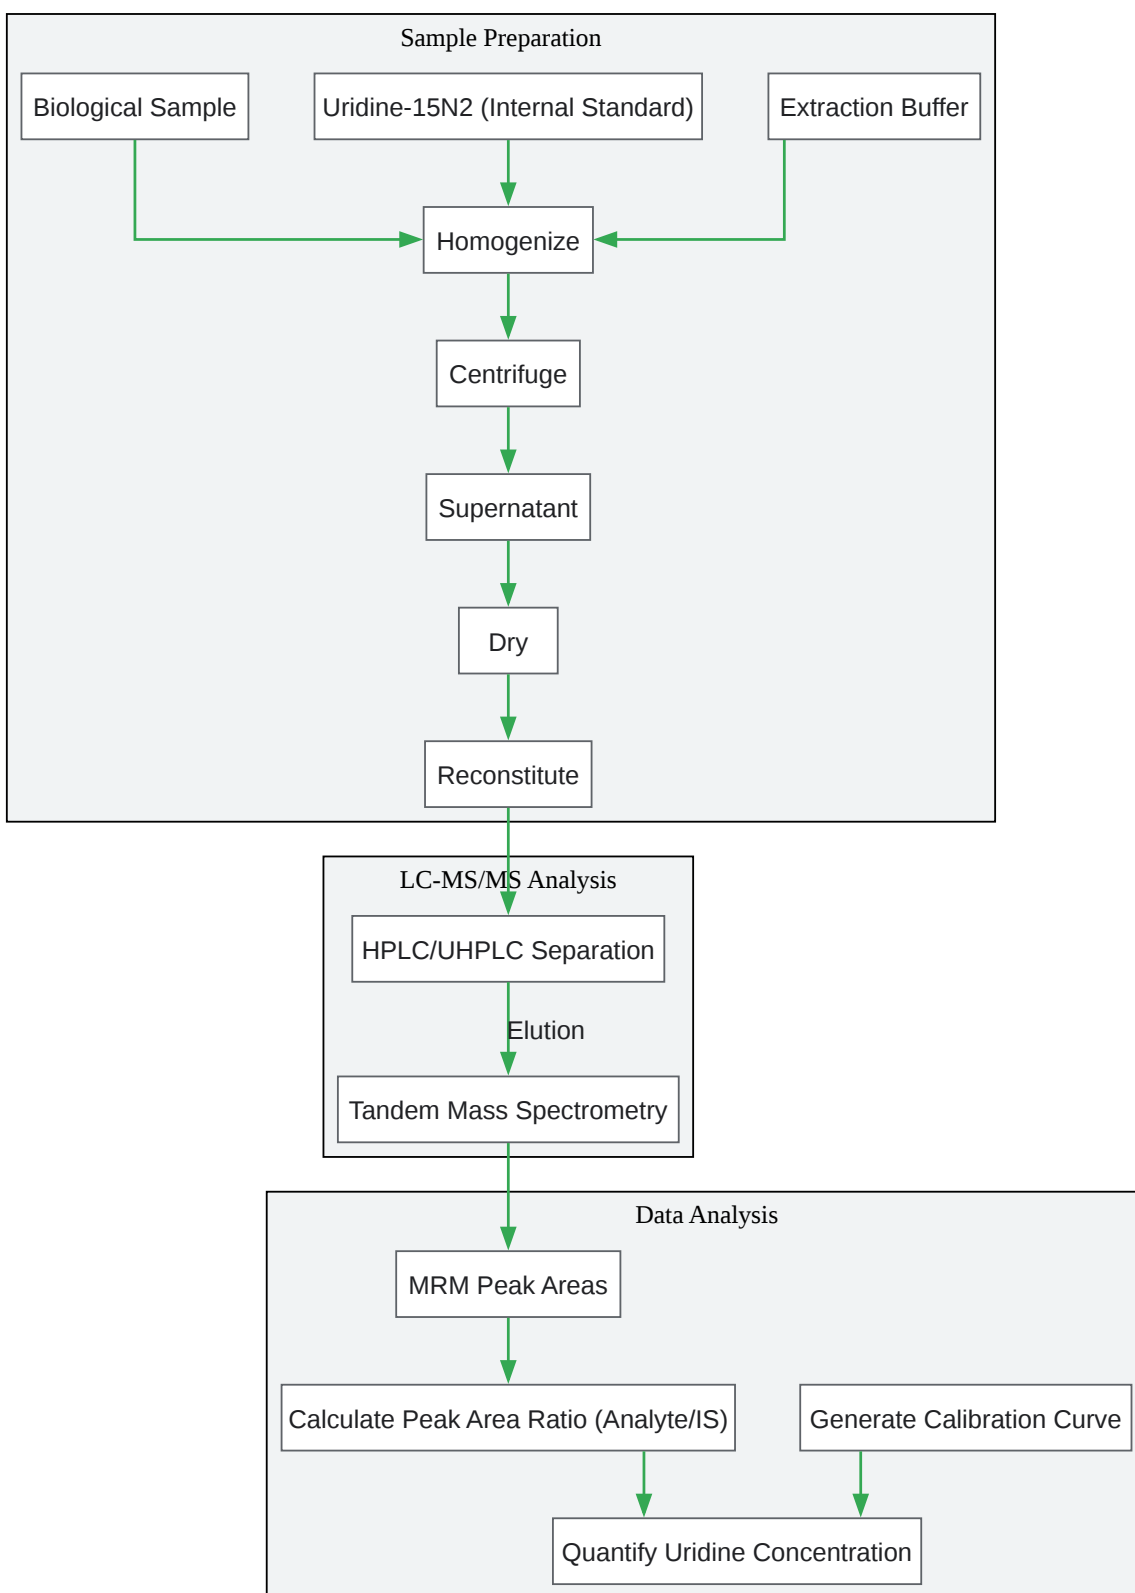 Sample Preparation
Biological Sample
Uridine-15N2 (Internal Standard)
Extraction Buffer
Homogenize
Centrifuge
Supernatant
Dry
Reconstitute
LC-MS/MS Analysis
HPLC/UHPLC Separation
Elution
Tandem Mass Spectrometry
Data Analysis
MRM Peak Areas
Calculate Peak Area Ratio (Analyte/IS)
Generate Calibration Curve
Quantify Uridine Concentration